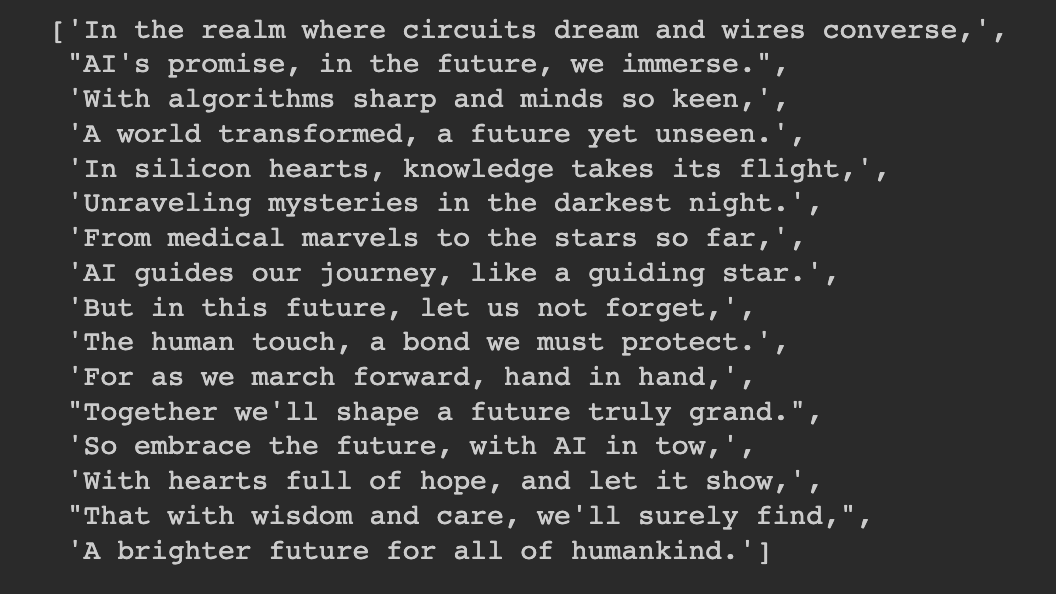 ['In the realm where circuits dream and wires converse,',
"AI's promise, in the future, we immerse.",
'With algorithms sharp and minds so keen,',
'A world transformed, a future yet unseen.',
'In silicon hearts, knowledge takes its flight,',
'Unraveling mysteries in the darkest night.',
'From medical marvels to the stars so far,',
'AI guides our journey, like a guiding star.',
'But in this future, let us not forget,',
'The human touch, a bond we must protect.',
'For as we march forward, hand in hand,',
"Together we'll shape a future truly grand.",
'So embrace the future, with AI in tow,',
'With hearts full of hope, and let it show,',
"That with wisdom and care, we'll surely find,",
'A brighter future for all of humankind.']